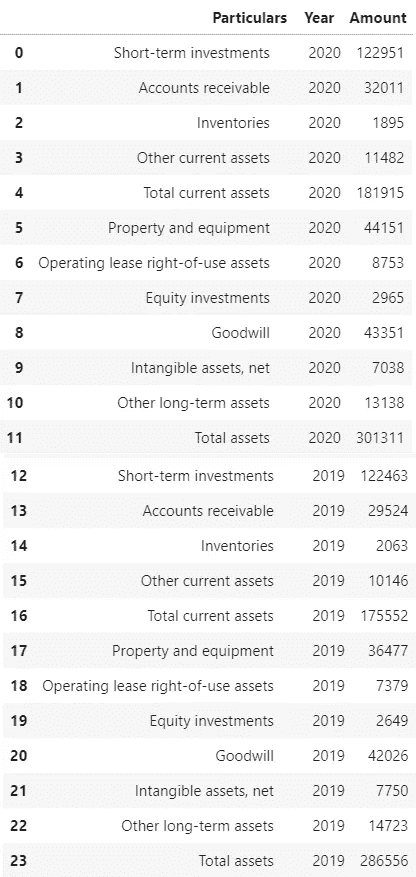 Particulars Year Amount
0 Short-term investments 2020 122951
1 Accounts receivable 2020 32011
2 Inventories 2020 1895
3 Other current assets 2020 11482
4 Total current assets 2020 181915
5 Property and equipment 2020 44151
6 Operating lease right-of-use assets 2020 8753
7 Equity investments 2020 2965
8 Goodwill 2020 43351
9 Intangible assets, net 2020 7038
10 Other long-term assets 2020 13138
11 Total assets 2020 301311
12 Short-term investments 2019 122463
13 Accounts receivable 2019 29524
14 Inventories 2019 2063
15 Other current assets 2019 10146
16 Total current assets 2019 175552
17 Property and equipment 2019 36477
18 Operating lease right-of-use assets 2019 7379
19 Equity investments 2019 2649
20 Goodwill 2019 42026
21 Intangible assets, net 2019 7750
22 Other long-term assets 2019 14723
23 Total assets 2019 286556